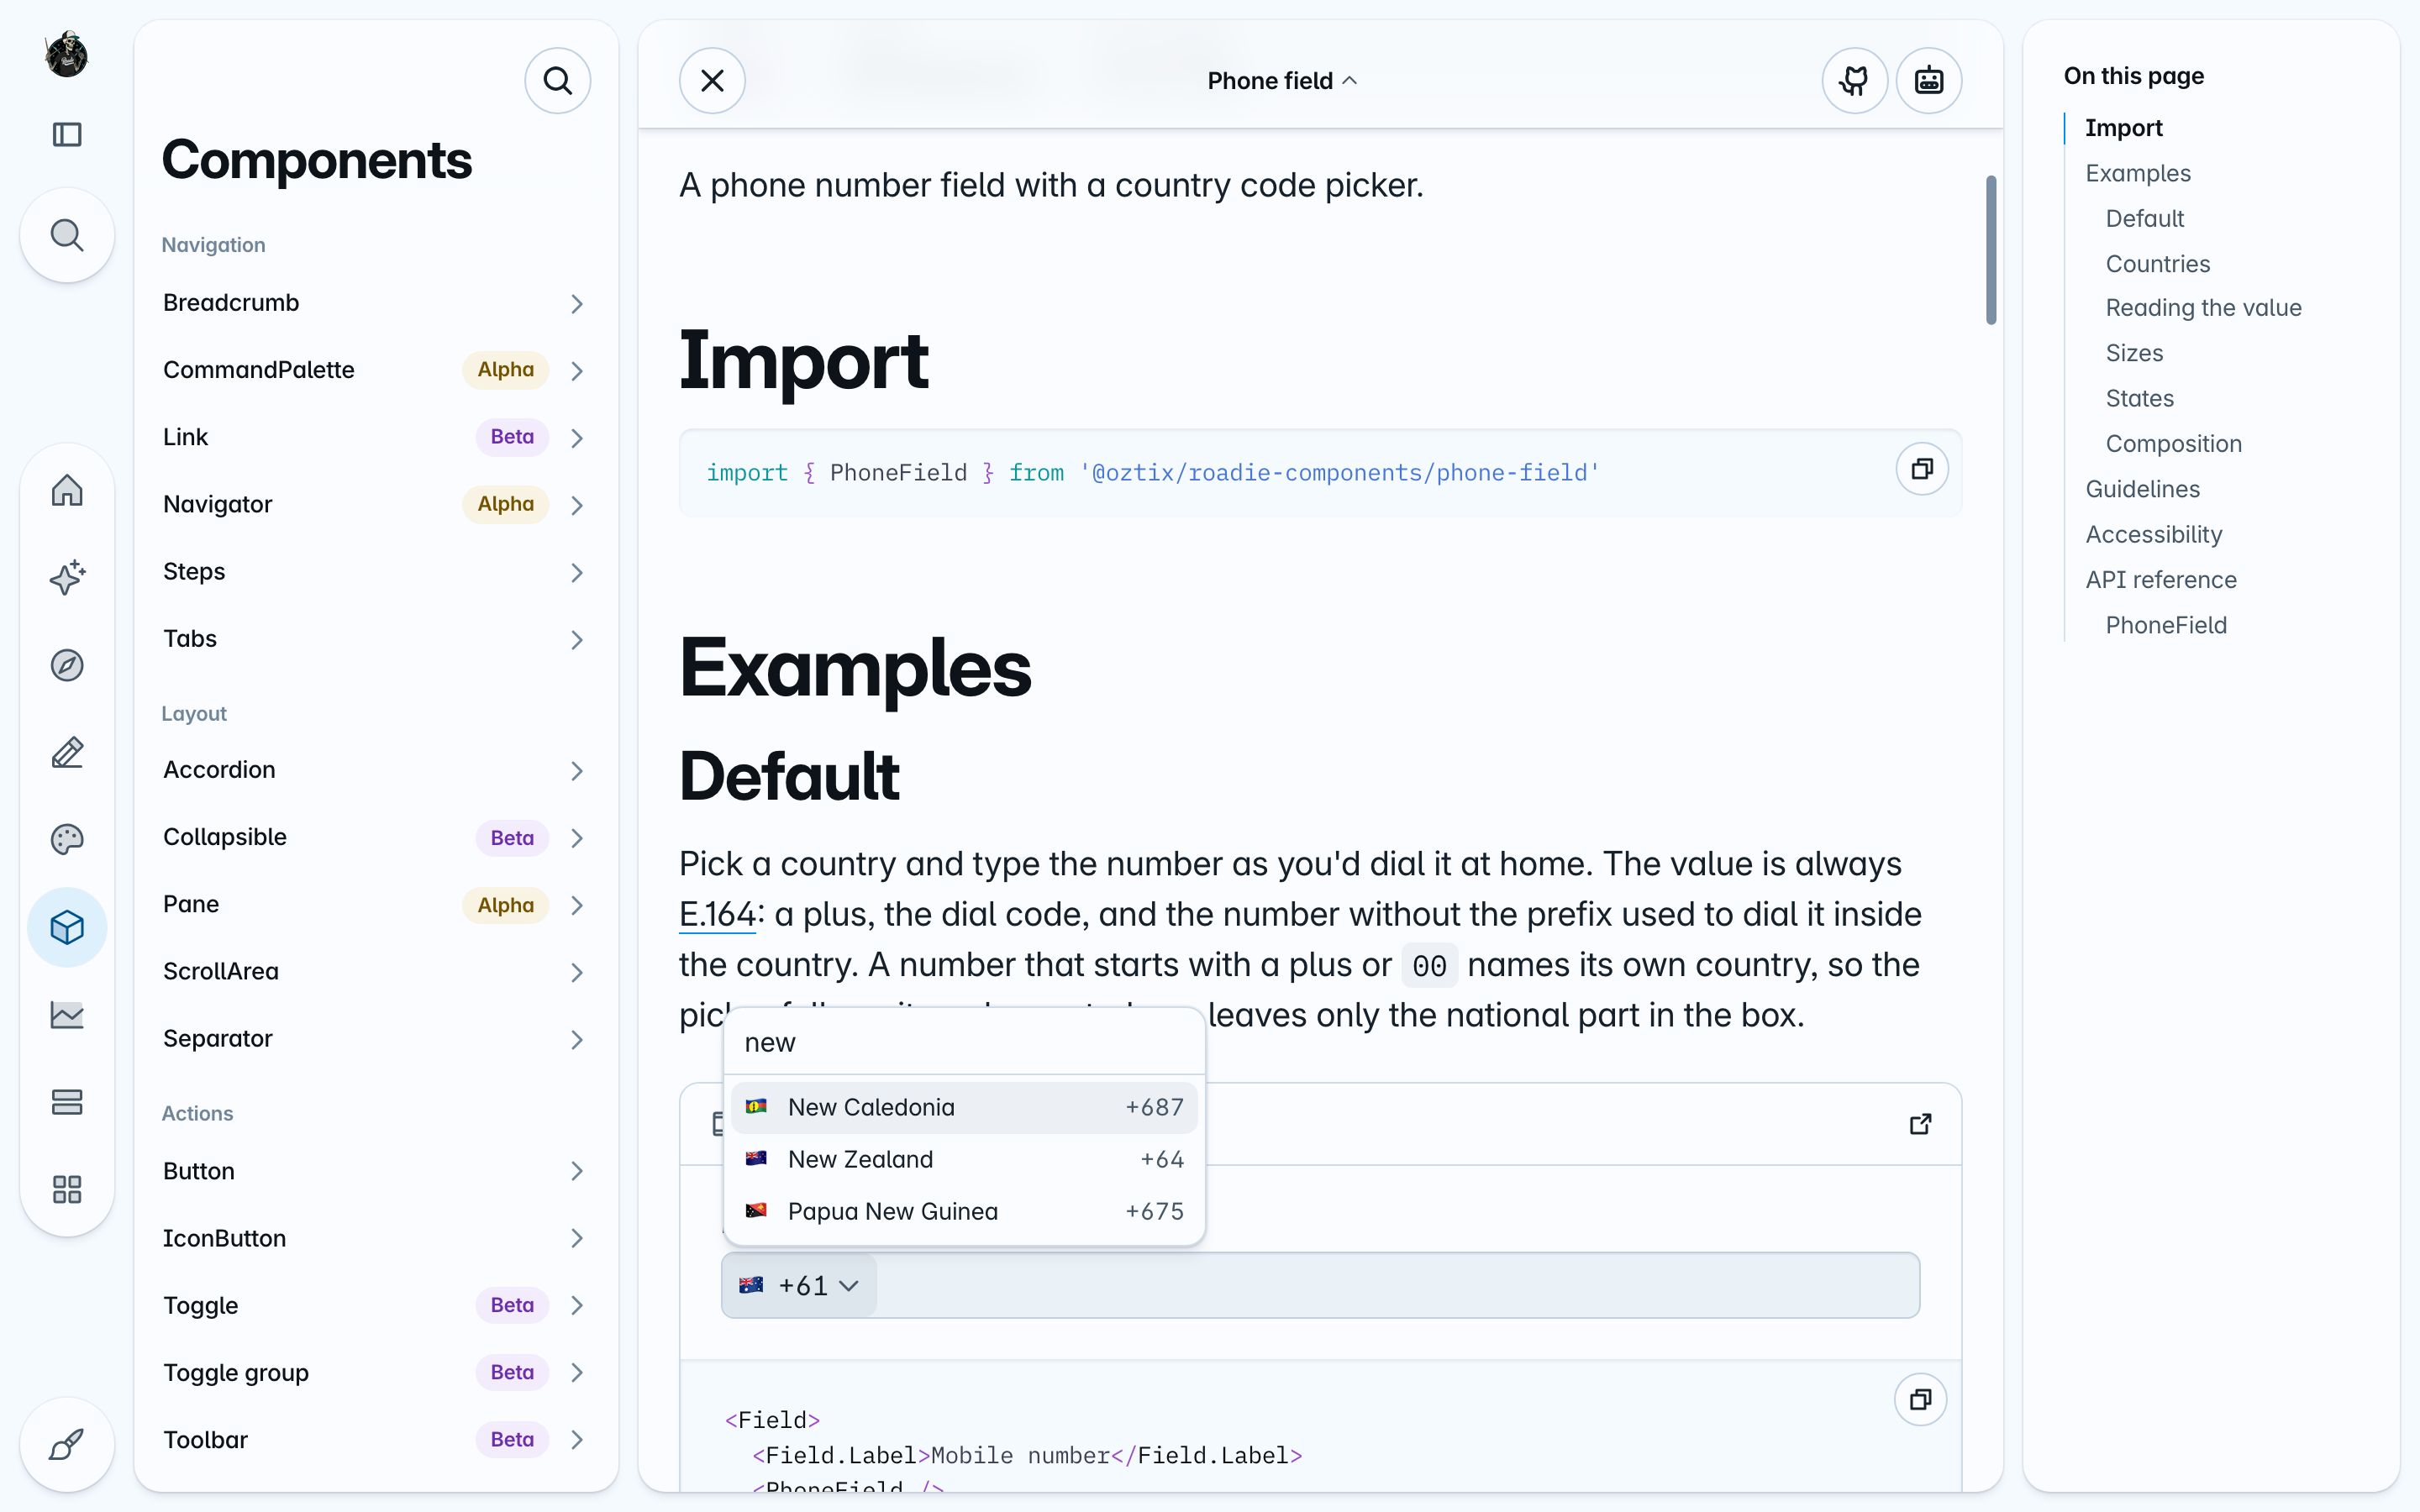 Components
Navigation
Breadcrumb
CommandPalette Alpha
Link Beta
Navigator Alpha
Steps
Tabs
Layout
Accordion
Collapsible Beta
Pane Alpha
ScrollArea
Separator
Actions
Button
IconButton
Toggle Beta
Toggle group Beta
Toolbar Beta
Phone field
A phone number field with a country code picker.
Import
import { PhoneField } from '@oztix/roadie-components/phone-field'
Examples
Default
Pick a country and type the number as you'd dial it at home. The value is always
E.164: a plus, the dial code, and the number without the prefix used to dial it inside
the country. A number that starts with a plus or 00 names its own country, so the
leaves only the national part in the box.
new
New Caledonia +687
New Zealand +64
Papua New Guinea +675
+61
<Field>
<Field.Label>Mobile number</Field.Label>
<PhoneField />
On this page
Import
Examples
Default
Countries
Reading the value
Sizes
States
Composition
Guidelines
Accessibility
API reference
PhoneField